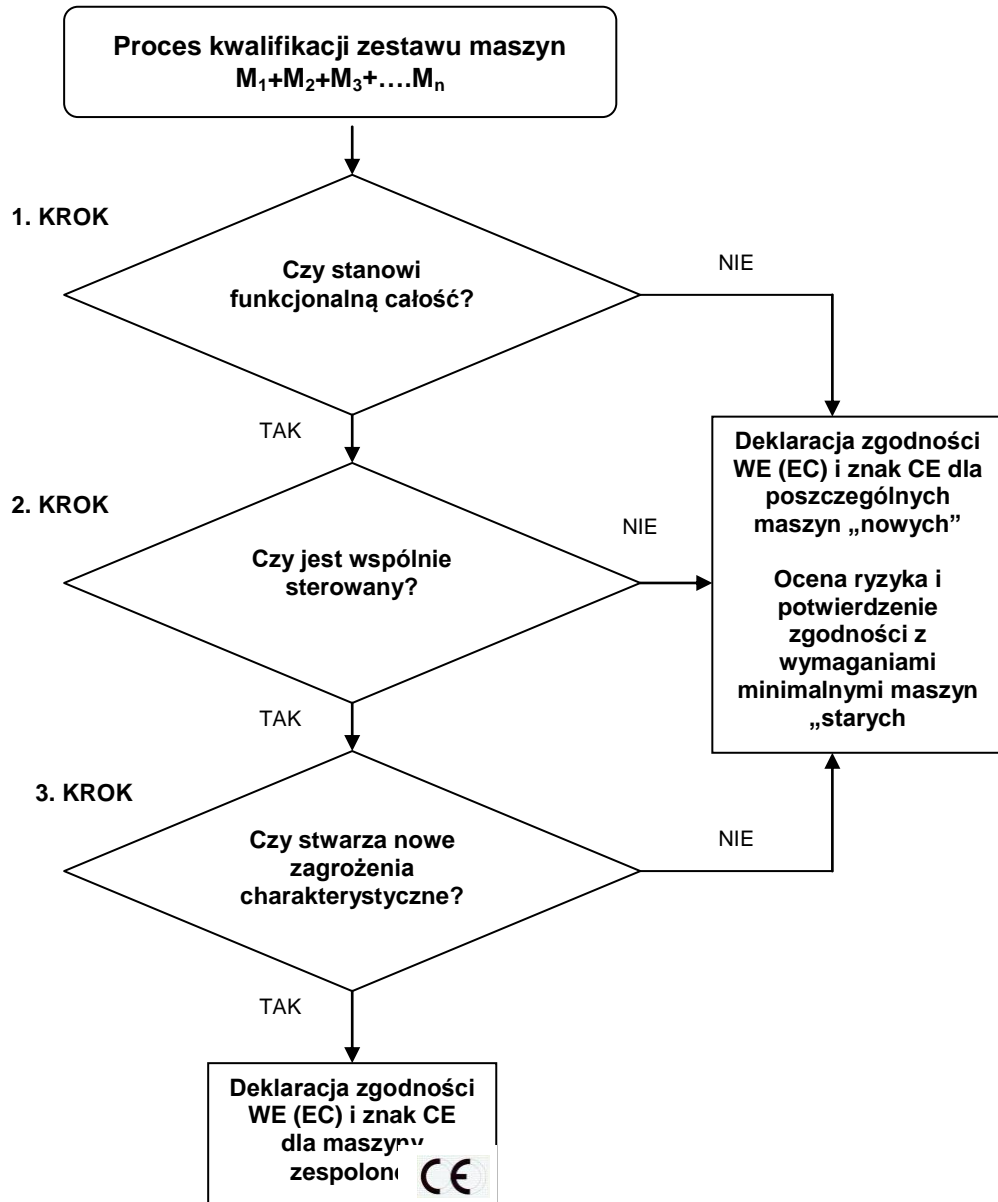 Proces kwalifikacji zestawu maszyn
M₁+M₂+M₃+….Mₙ
1. KROK
Czy stanowi
funkcjonalną całość?
NIE
TAK
2. KROK
Czy jest wspólnie
sterowany?
NIE
Deklaracja zgodności
WE (EC) i znak CE dla
poszczególnych
maszyn „nowych”
Ocena ryzyka i
potwierdzenie
zgodności z
wymaganiami
minimalnymi maszyn
„starych
TAK
3. KROK
Czy stwarza nowe
zagrożenia
charakterystyczne?
NIE
TAK
Deklaracja zgodności
WE (EC) i znak CE
dla maszyny
CE